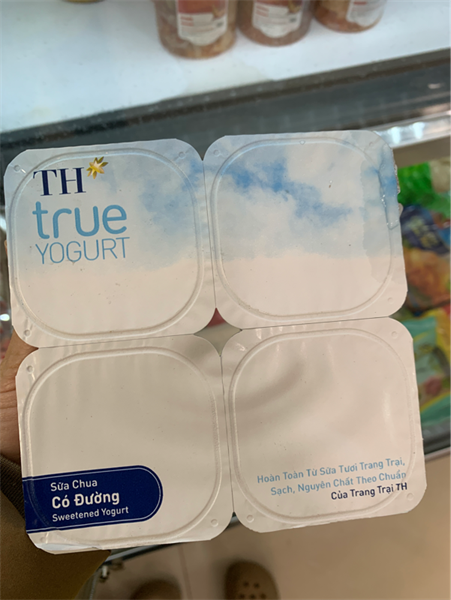 TH
true
YOGURT
Sữa Chua
Có Đường
Sweetened Yogurt
Hoàn Toàn Từ Sữa Tươi Trang Trại,
Sạch, Nguyên Chất Theo Chuẩn
Của Trang Trại TH